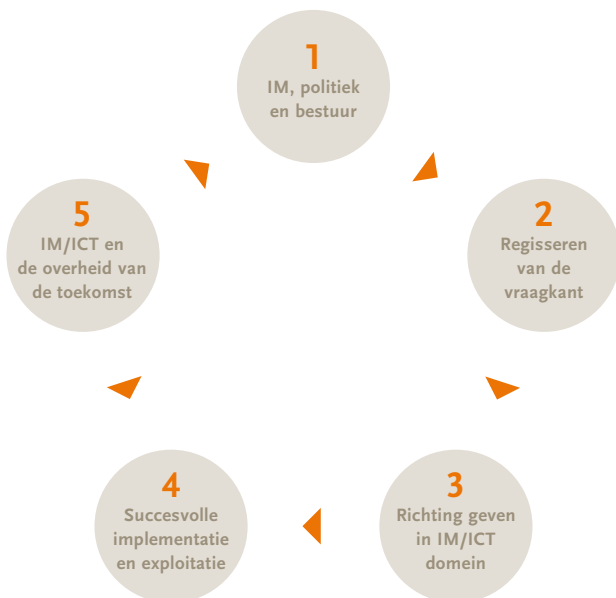 1
IM, politiek
en bestuur
2
Regisseren
van de
vraagkant
3
Richting geven
in IM/ICT
domein
4
Succesvolle
implementatie
en exploitatie
5
IM/ICT en
de overheid van
de toekomst